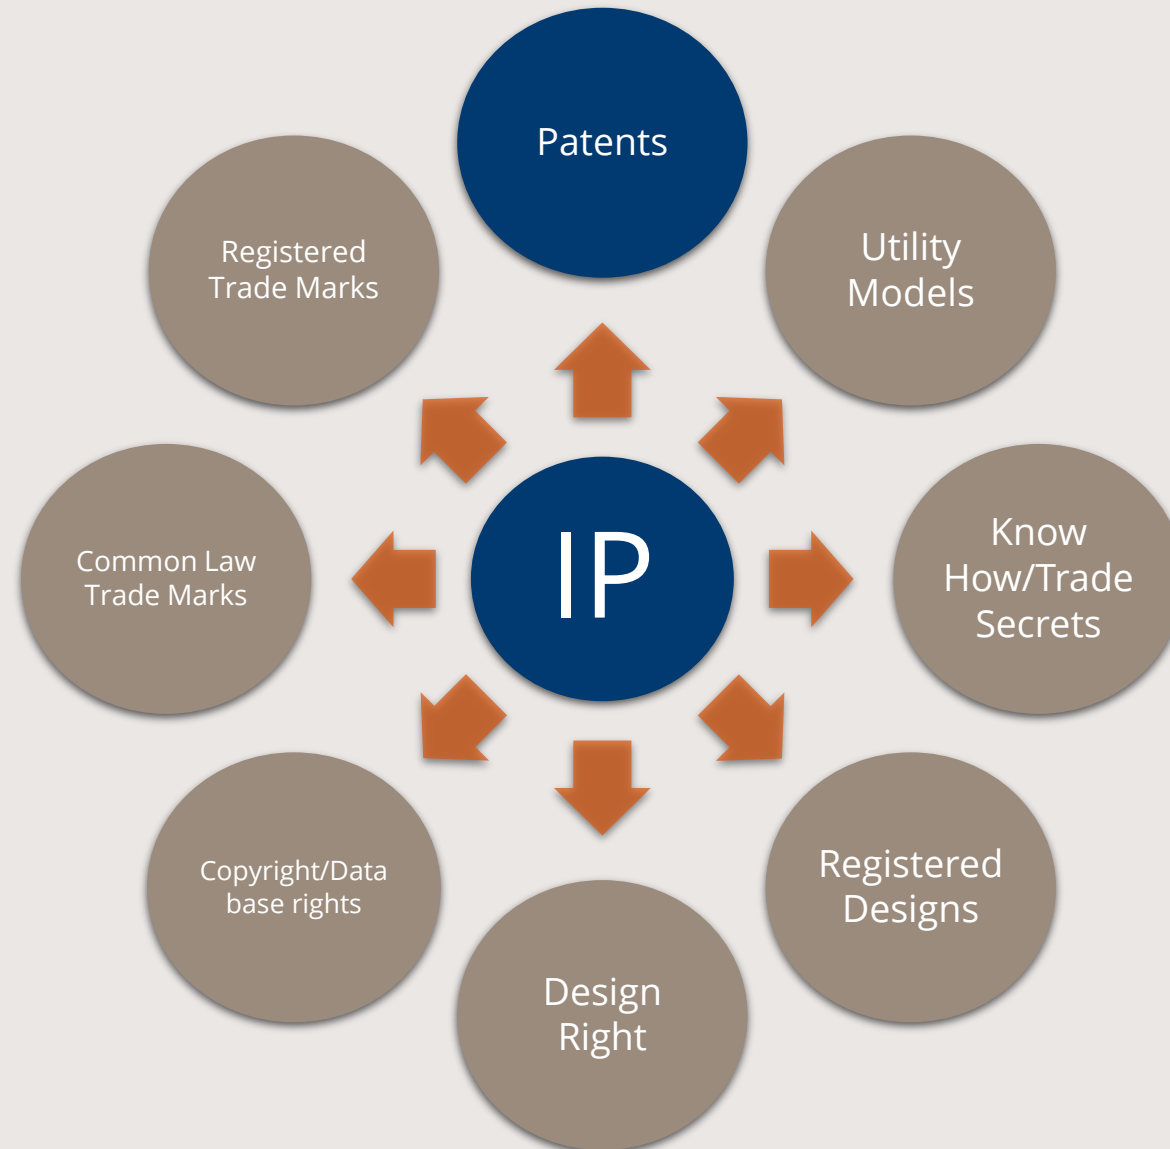 Patents
Registered
Trade Marks
Utility
Models
Common Law
Trade Marks
IP
Know
How/Trade
Secrets
Copyright/Data
base rights
Registered
Designs
Design
Right